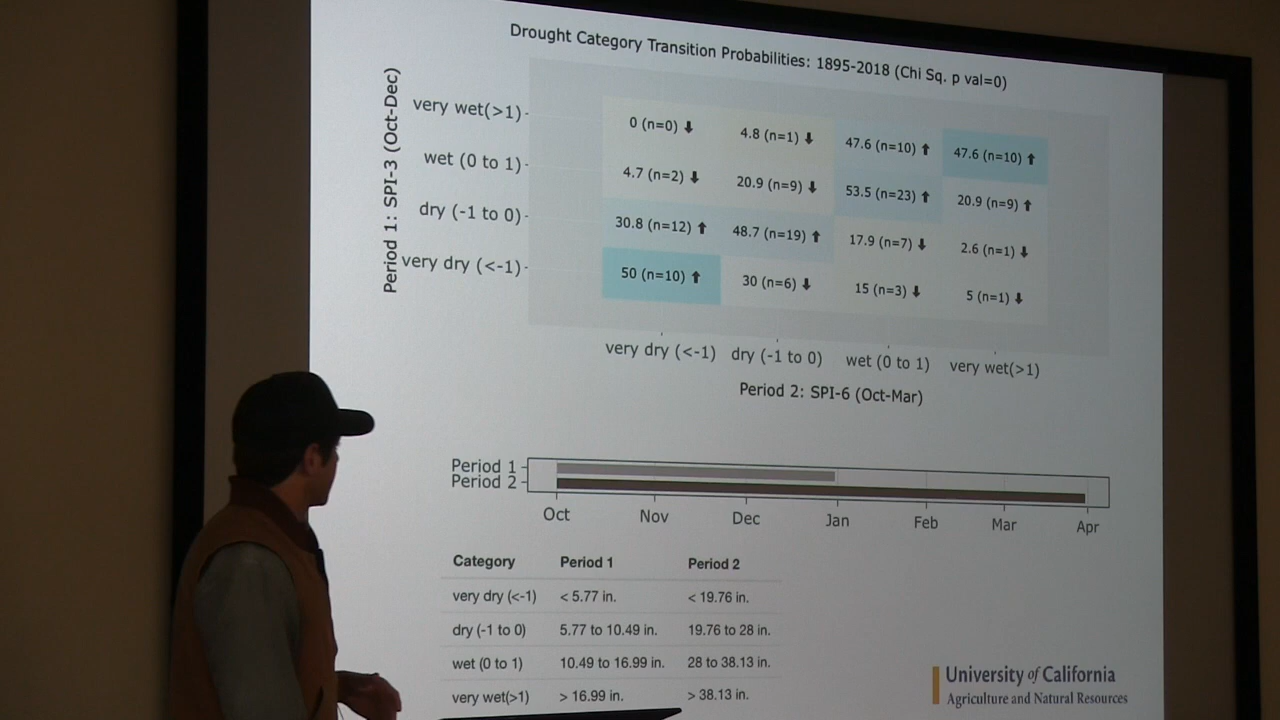 Drought Category Transition Probabilities: 1895-2018 (Chi Sq. p val=0)
Period 1: SPI-3 (Oct-Dec)
very wet(>1) 0 (n=0) ⬇ 4.8 (n=1) ⬇ 47.6 (n=10) ⬆ 47.6 (n=10) ⬆
wet (0 to 1) 4.7 (n=2) ⬇ 20.9 (n=9) ⬇ 53.5 (n=23) ⬆ 20.9 (n=9) ⬆
dry (-1 to 0) 30.8 (n=12) ⬆ 48.7 (n=19) ⬆ 17.9 (n=7) ⬇ 2.6 (n=1) ⬇
very dry (<-1) 50 (n=10) ⬆ 30 (n=6) ⬇ 15 (n=3) ⬇ 5 (n=1) ⬇
very dry (<-1) dry (-1 to 0) wet (0 to 1) very wet(>1)
Period 2: SPI-6 (Oct-Mar)
Period 1
Period 2
Oct Nov Dec Jan Feb Mar Apr
Category Period 1 Period 2
very dry (<-1) < 5.77 in. < 19.76 in.
dry (-1 to 0) 5.77 to 10.49 in. 19.76 to 28 in.
wet (0 to 1) 10.49 to 16.99 in. 28 to 38.13 in.
very wet(>1) > 16.99 in. > 38.13 in.
University of California
Agriculture and Natural Resources